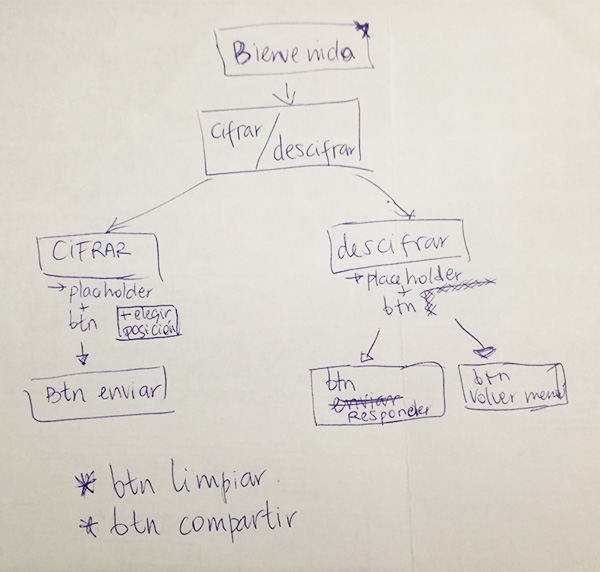 Bienvenida
cifrar/
descifrar
CIFRAR
→ placholder
+
btn
+ elegir
posición
Btn enviar
descifrar
→ placeholder
+
btn
btn
enviar
Responder
btn
Volver menú
* btn limpiar
* btn compartir